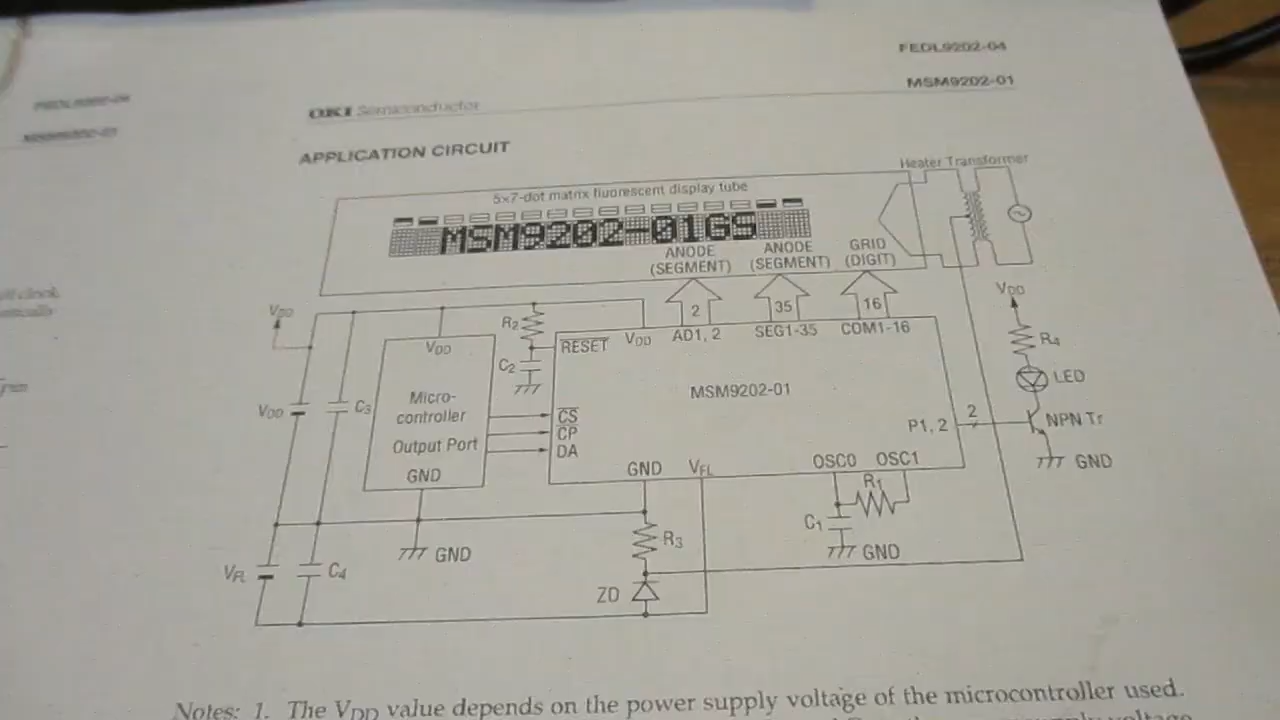 FEDL9202-04
MSM9202-01
OKI Semiconductor
APPLICATION CIRCUIT
Heater Transformer
5x7-dot matrix fluorescent display tube
MSM9202-01GS
ANODE
(SEGMENT)
ANODE
(SEGMENT)
GRID
(DIGIT)
2
35
16
VDD
VDD
R2
RESET
VDD
AD1, 2
SEG1-35
COM1-16
VDD
C2
R4
MSM9202-01
LED
VDD
C3
Micro-
controller
Output Port
GND
CS
CP
DA
P1, 2
2
NPN Tr
GND
GND
VFL
OSC0
OSC1
R1
C1
GND
R3
GND
VFL
C4
ZD
Notes: 1. The VDD value depends on the power supply voltage of the microcontroller used.